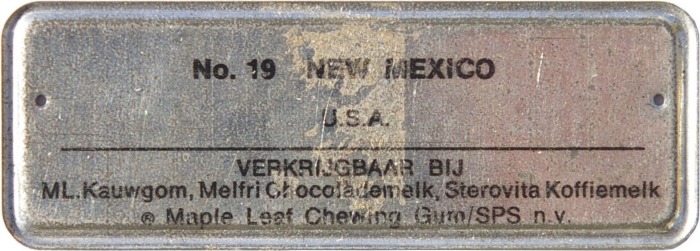 No. 19 NEW MEXICO
U.S.A.
VERKRIJGBAAR BIJ
ML.Kauwgom, Melfri Chocolademelk, Sterovita Koffiemelk
© Maple Leaf Chewing Gum/SPS n.v.